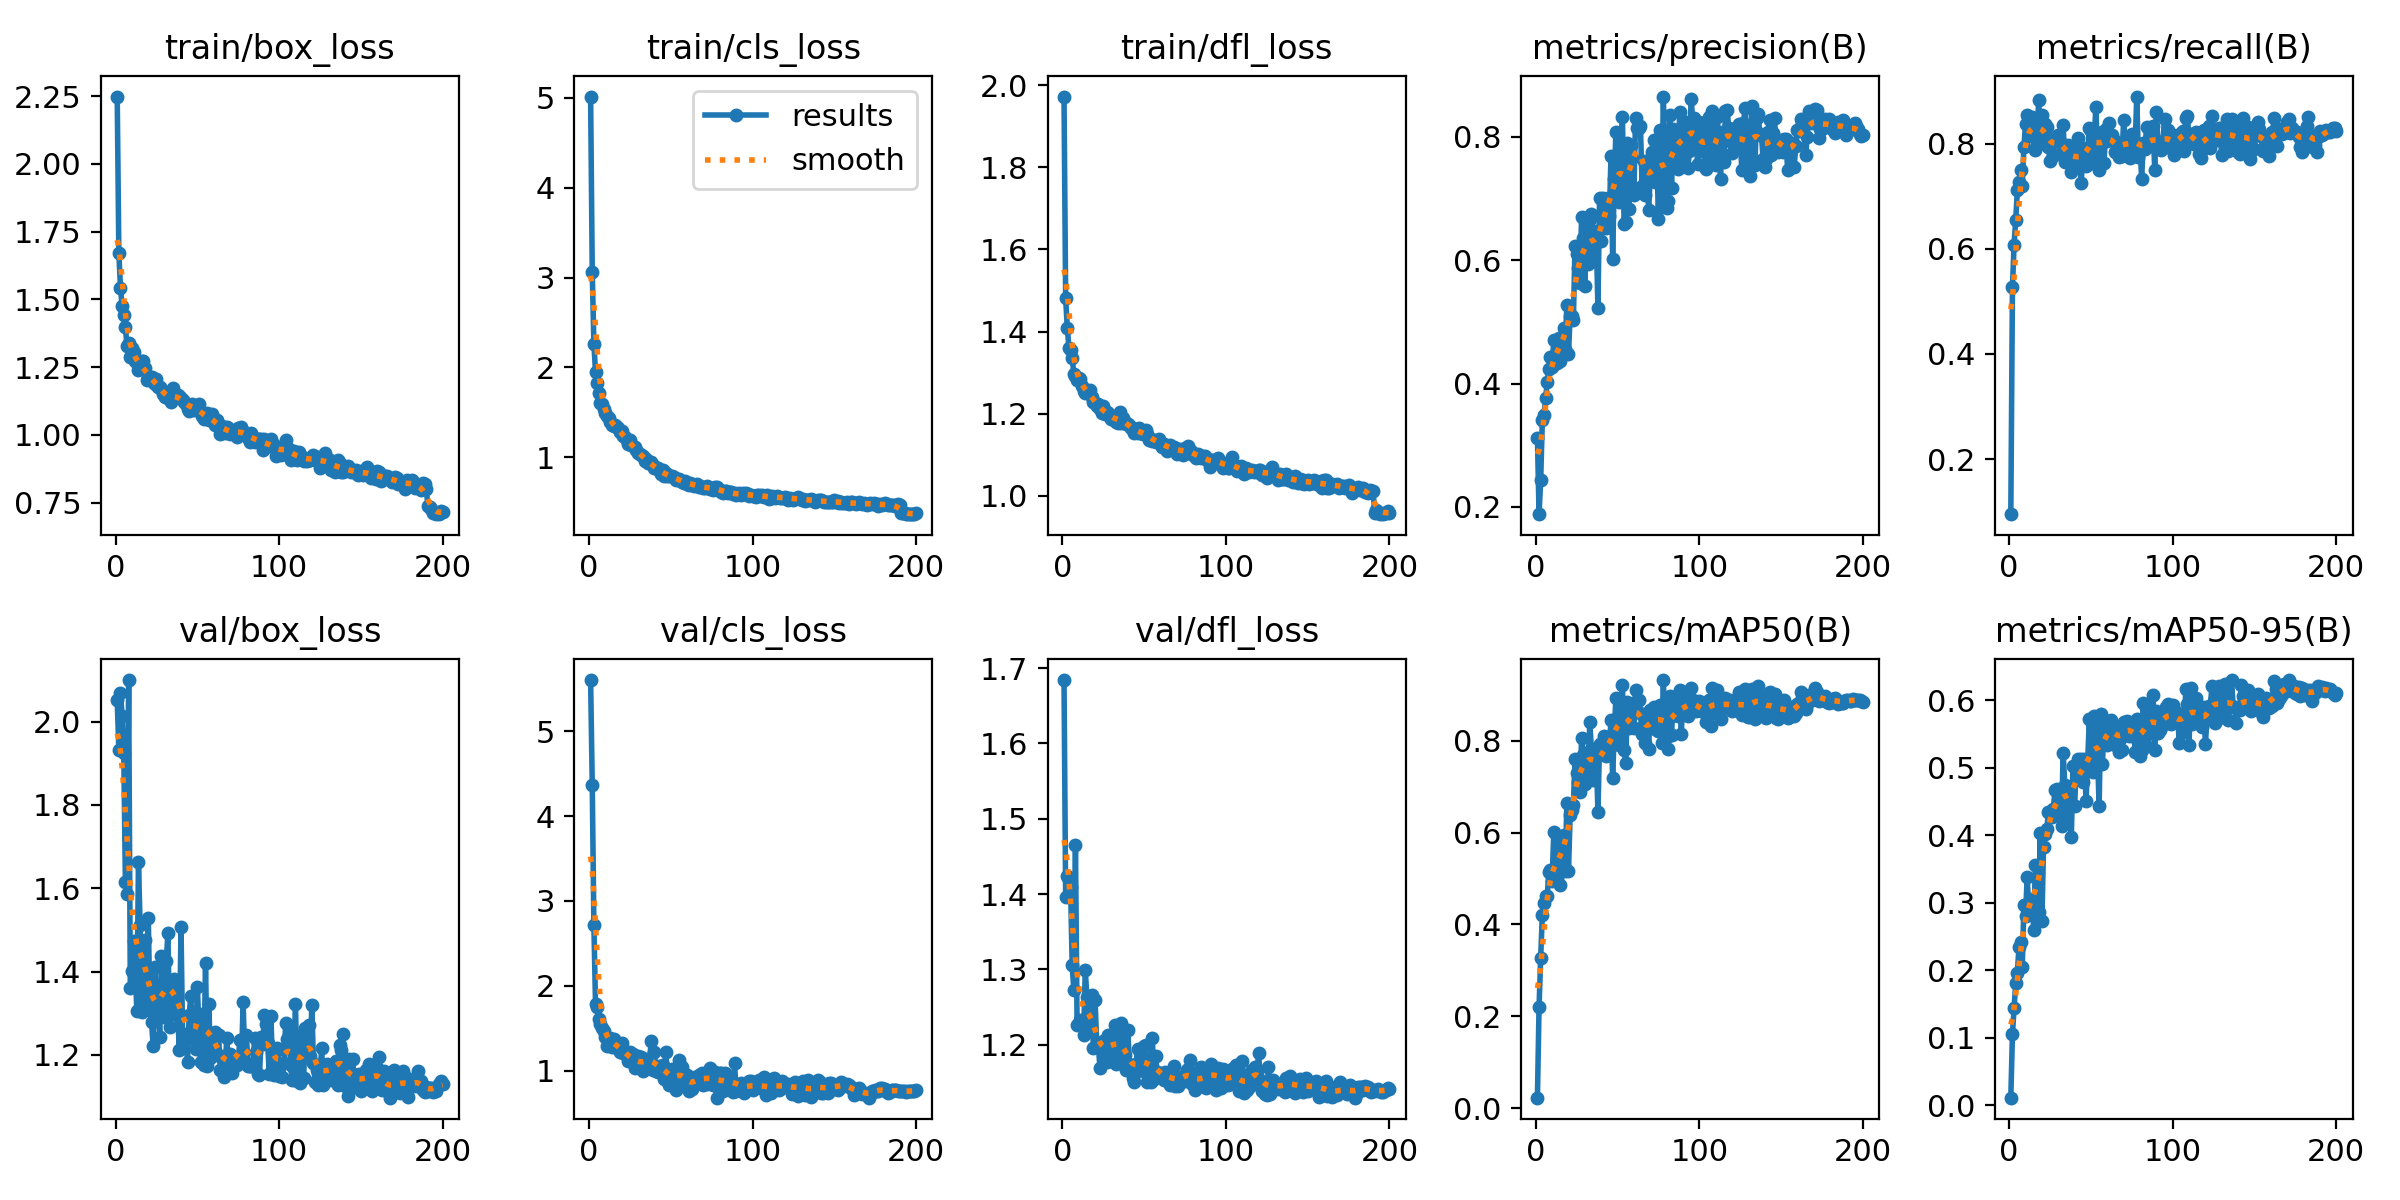 train/box_loss
2.25
2.00
1.75
1.50
1.25
1.00
0.75
0 100 200
train/cls_loss
results
smooth
5
4
3
2
1
0 100 200
train/dfl_loss
2.0
1.8
1.6
1.4
1.2
1.0
0 100 200
metrics/precision(B)
0.8
0.6
0.4
0.2
0 100 200
metrics/recall(B)
0.8
0.6
0.4
0.2
0 100 200
val/box_loss
2.0
1.8
1.6
1.4
1.2
0 100 200
val/cls_loss
5
4
3
2
1
0 100 200
val/dfl_loss
1.7
1.6
1.5
1.4
1.3
1.2
0 100 200
metrics/mAP50(B)
0.8
0.6
0.4
0.2
0.0
0 100 200
metrics/mAP50-95(B)
0.6
0.5
0.4
0.3
0.2
0.1
0.0
0 100 200